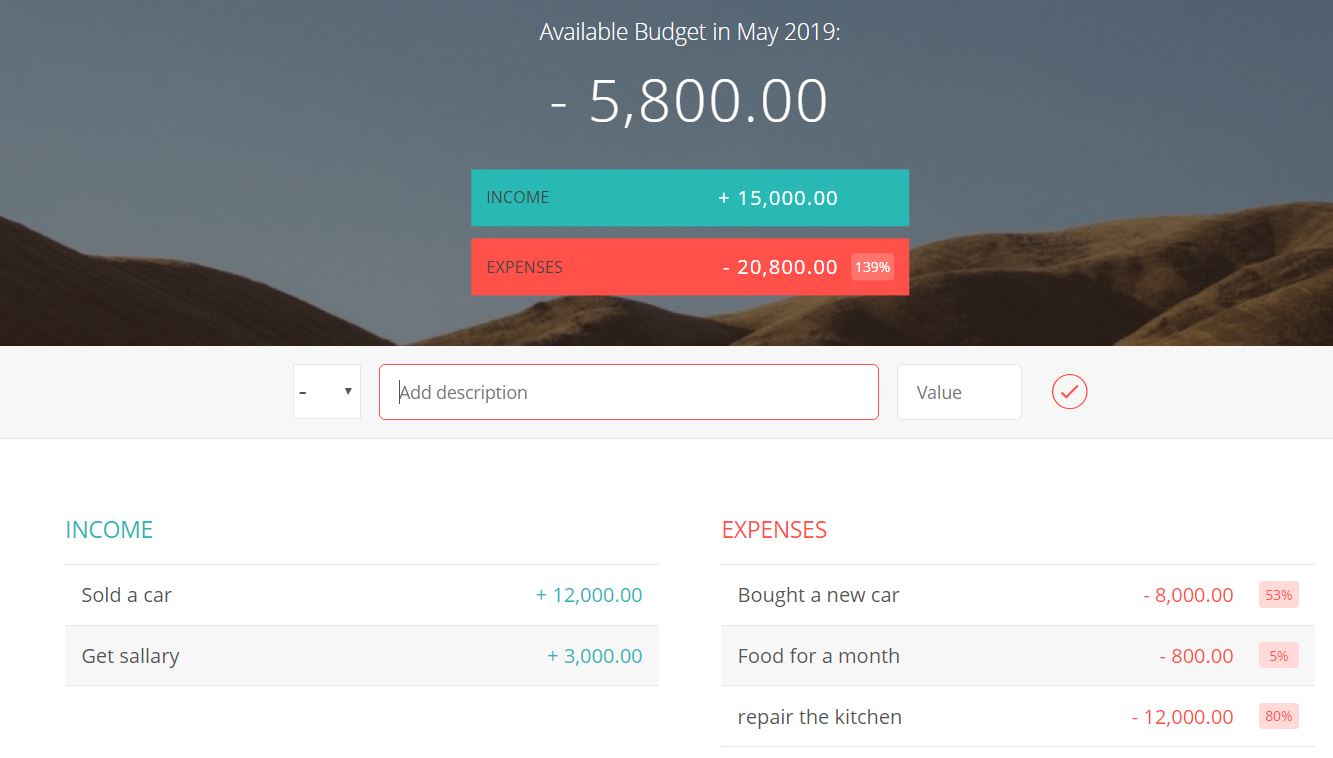 Available Budget in May 2019:
- 5,800.00
INCOME + 15,000.00
EXPENSES - 20,800.00 139%
- Add description Value
INCOME
Sold a car + 12,000.00
Get sallary + 3,000.00
EXPENSES
Bought a new car - 8,000.00 53%
Food for a month - 800.00 5%
repair the kitchen - 12,000.00 80%